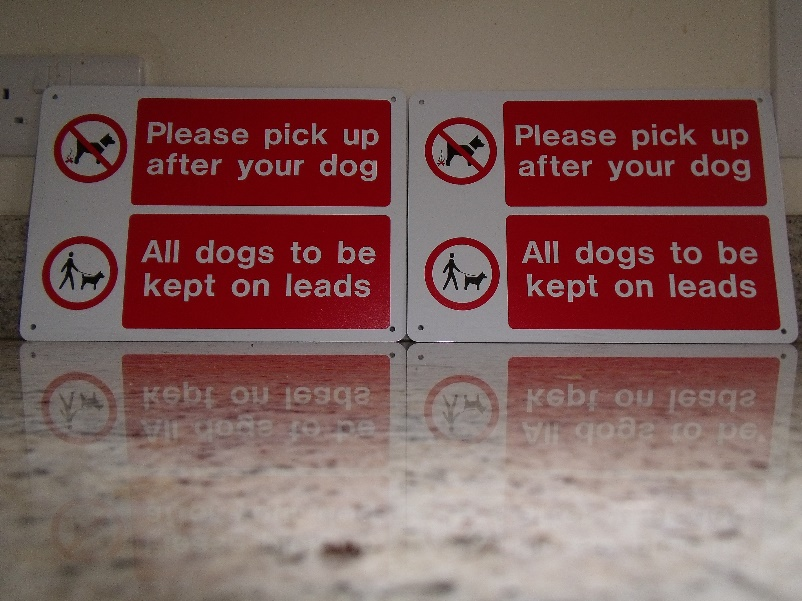 Please pick up
after your dog
All dogs to be
kept on leads
Please pick up
after your dog
All dogs to be
kept on leads